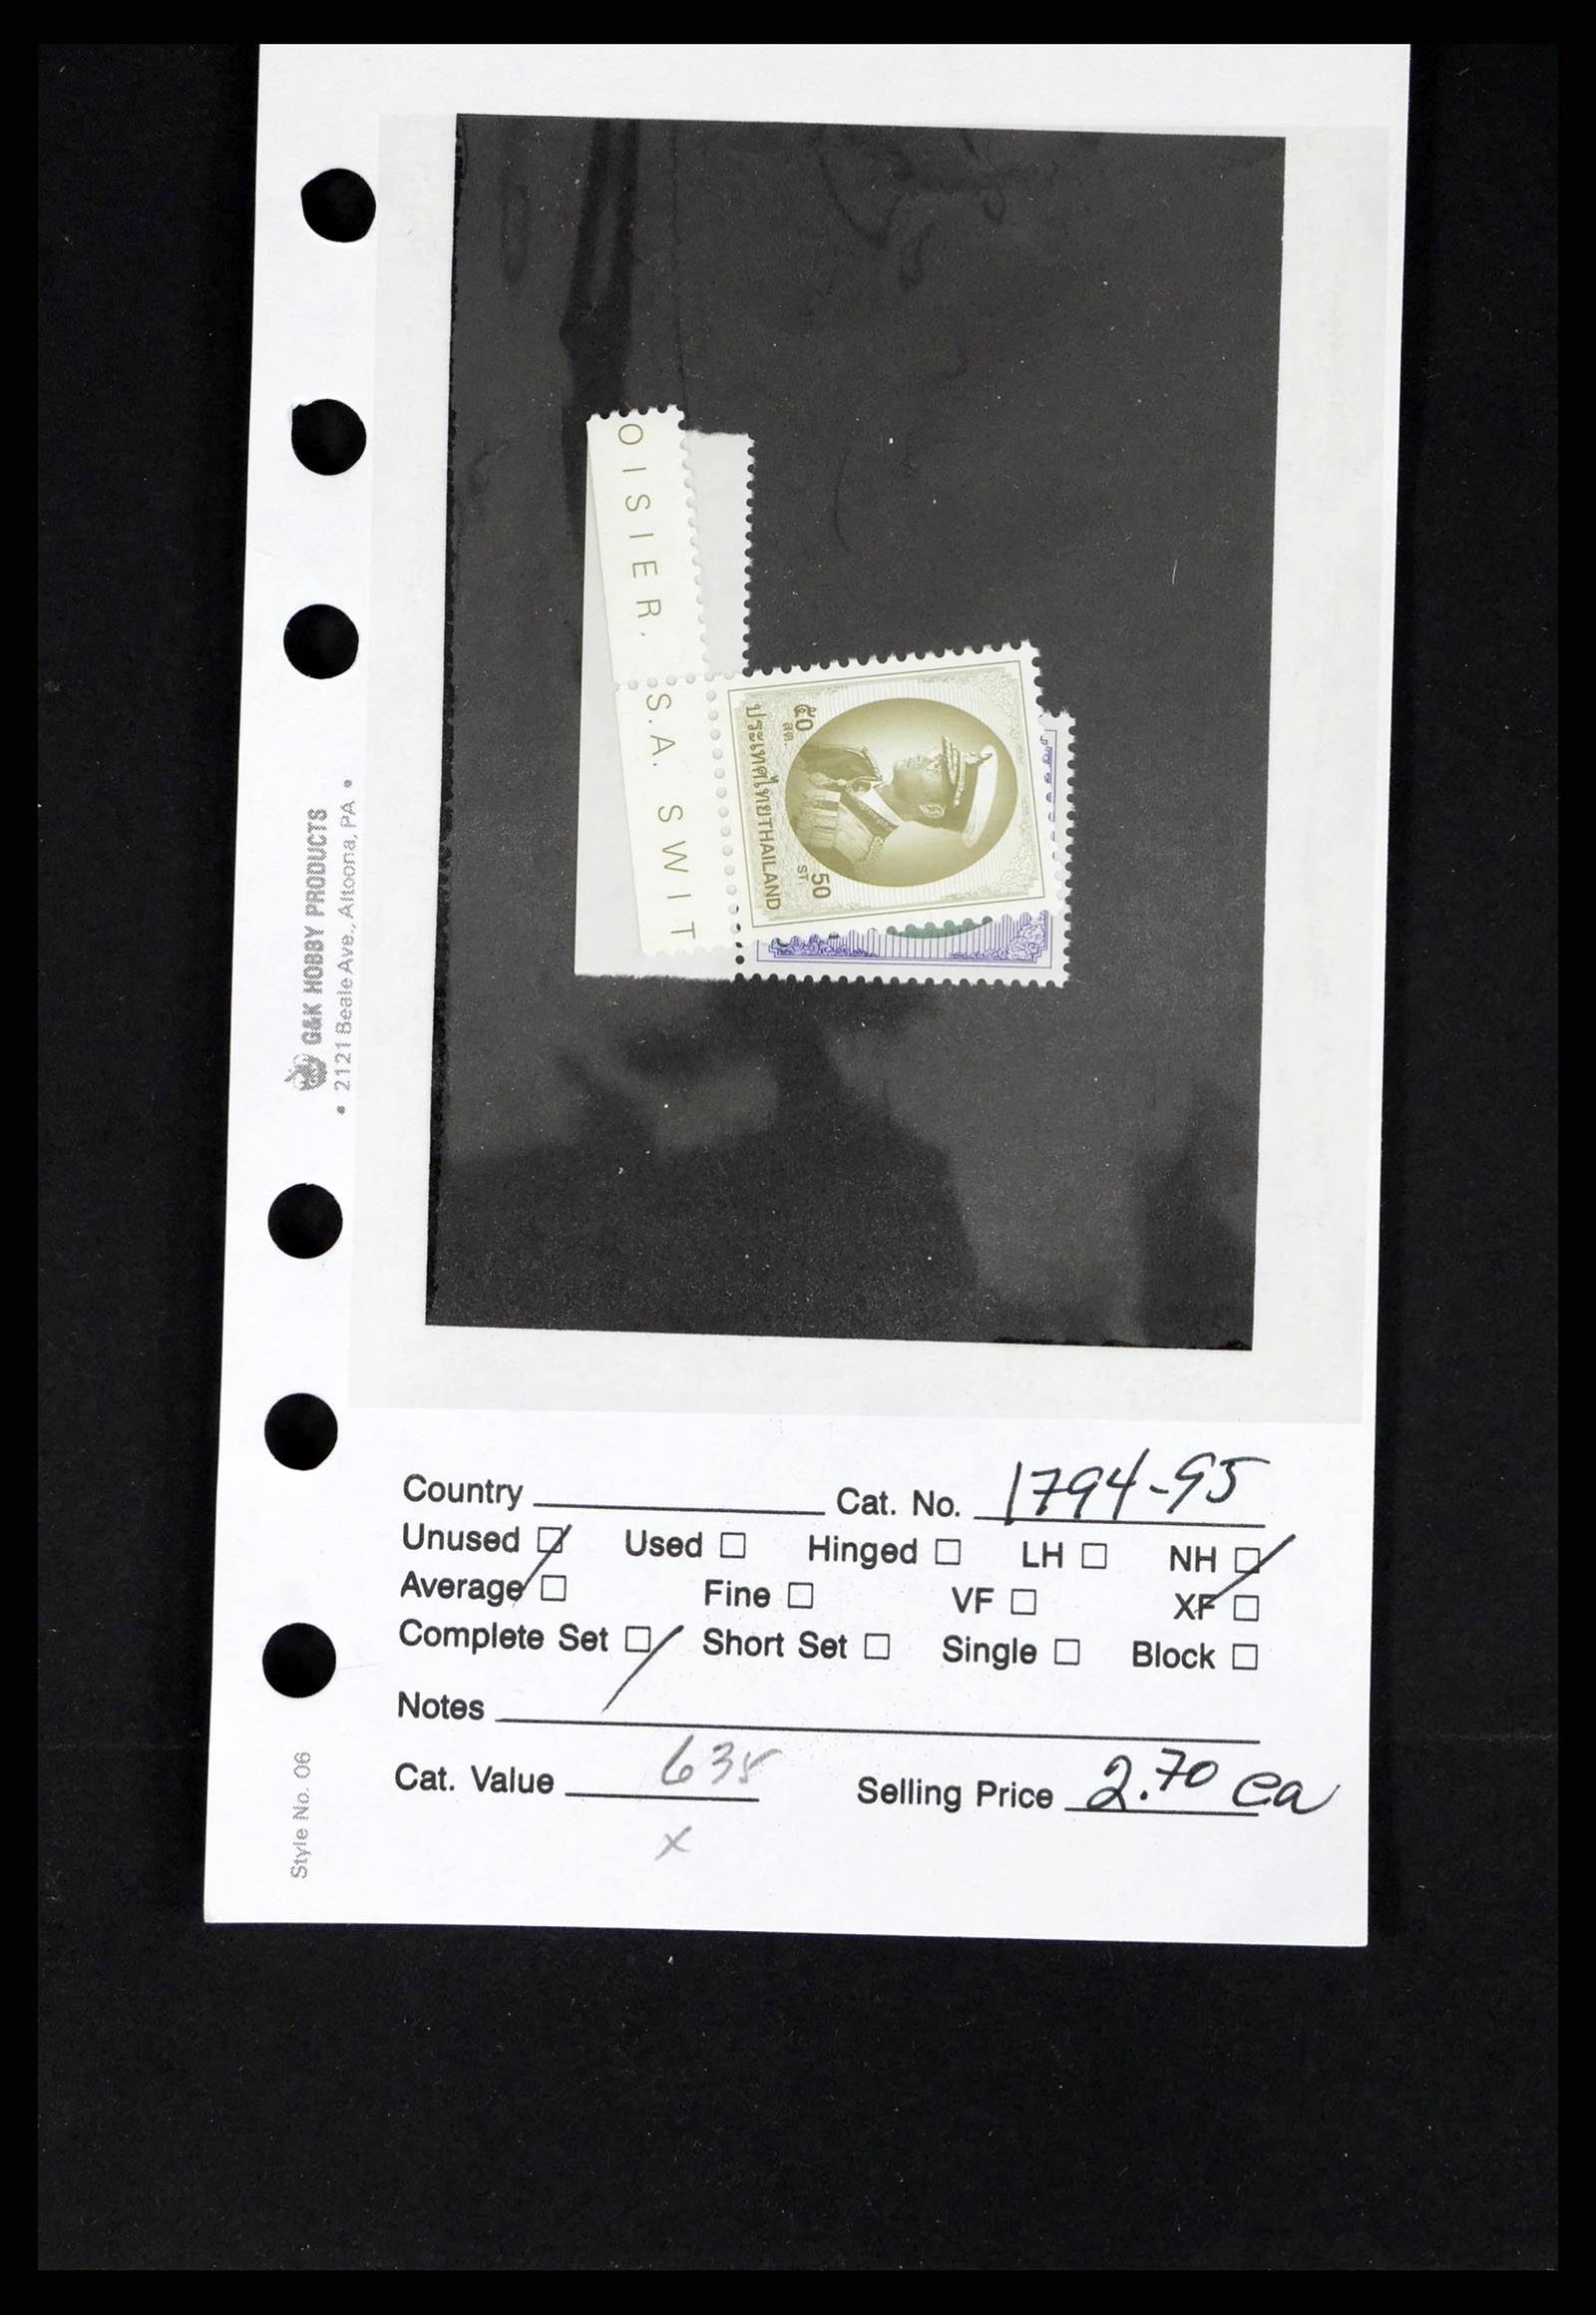 OISIER. S.A. SWIT
๕๐
สต.
ประเทศไทย THAILAND
50
ST.
G&K HOBBY PRODUCTS
• 2121 Beale Ave., Altoona, PA •
Country Cat. No. 1794-95
Unused Used Hinged LH NH
Average Fine VF XF
Complete Set Short Set Single Block
Notes
Cat. Value 635 Selling Price 2.70 ea
x
Style No. 06